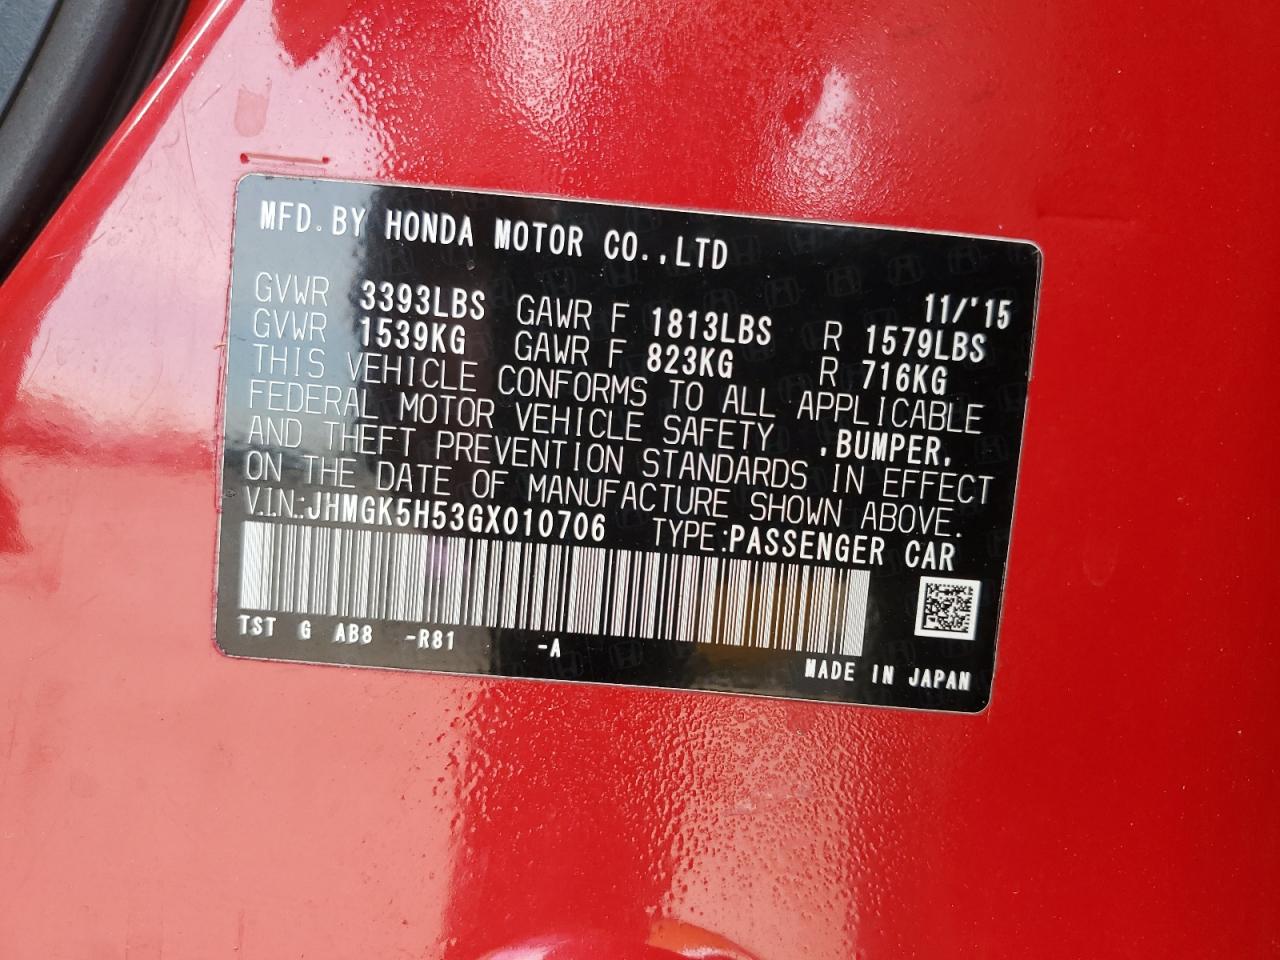 MFD. BY HONDA MOTOR CO.,LTD
11/'15
GVWR 3393LBS GAWR F 1813LBS R 1579LBS
GVWR 1539KG GAWR F 823KG R 716KG
THIS VEHICLE CONFORMS TO ALL APPLICABLE
FEDERAL MOTOR VEHICLE SAFETY ,BUMPER,
AND THEFT PREVENTION STANDARDS IN EFFECT
ON THE DATE OF MANUFACTURE SHOWN ABOVE.
V.I.N.:JHMGK5H53GX010706 TYPE:PASSENGER CAR
TST G AB8 -R81 -A
MADE IN JAPAN